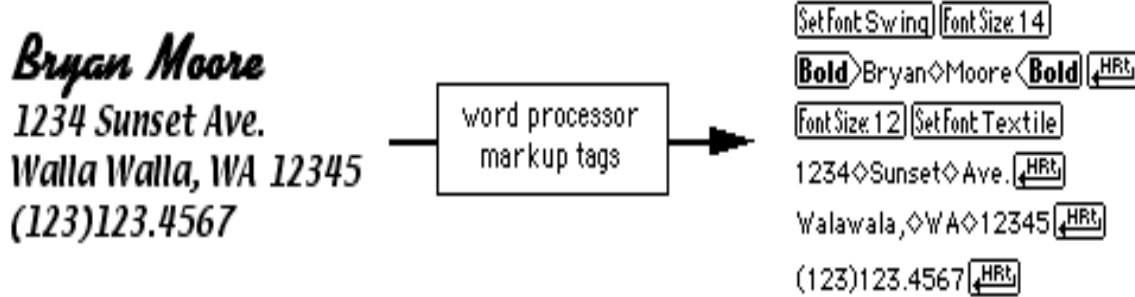 Bryan Moore
1234 Sunset Ave.
Walla Walla, WA 12345
(123)123.4567
word processor
markup tags
SetFont Swing FontSize: 14
Bold Bryan◇Moore Bold HRt
FontSize: 12 SetFont Textile
1234◇Sunset◇Ave. HRt
Walawala,◇WA◇12345 HRt
(123)123.4567 HRt